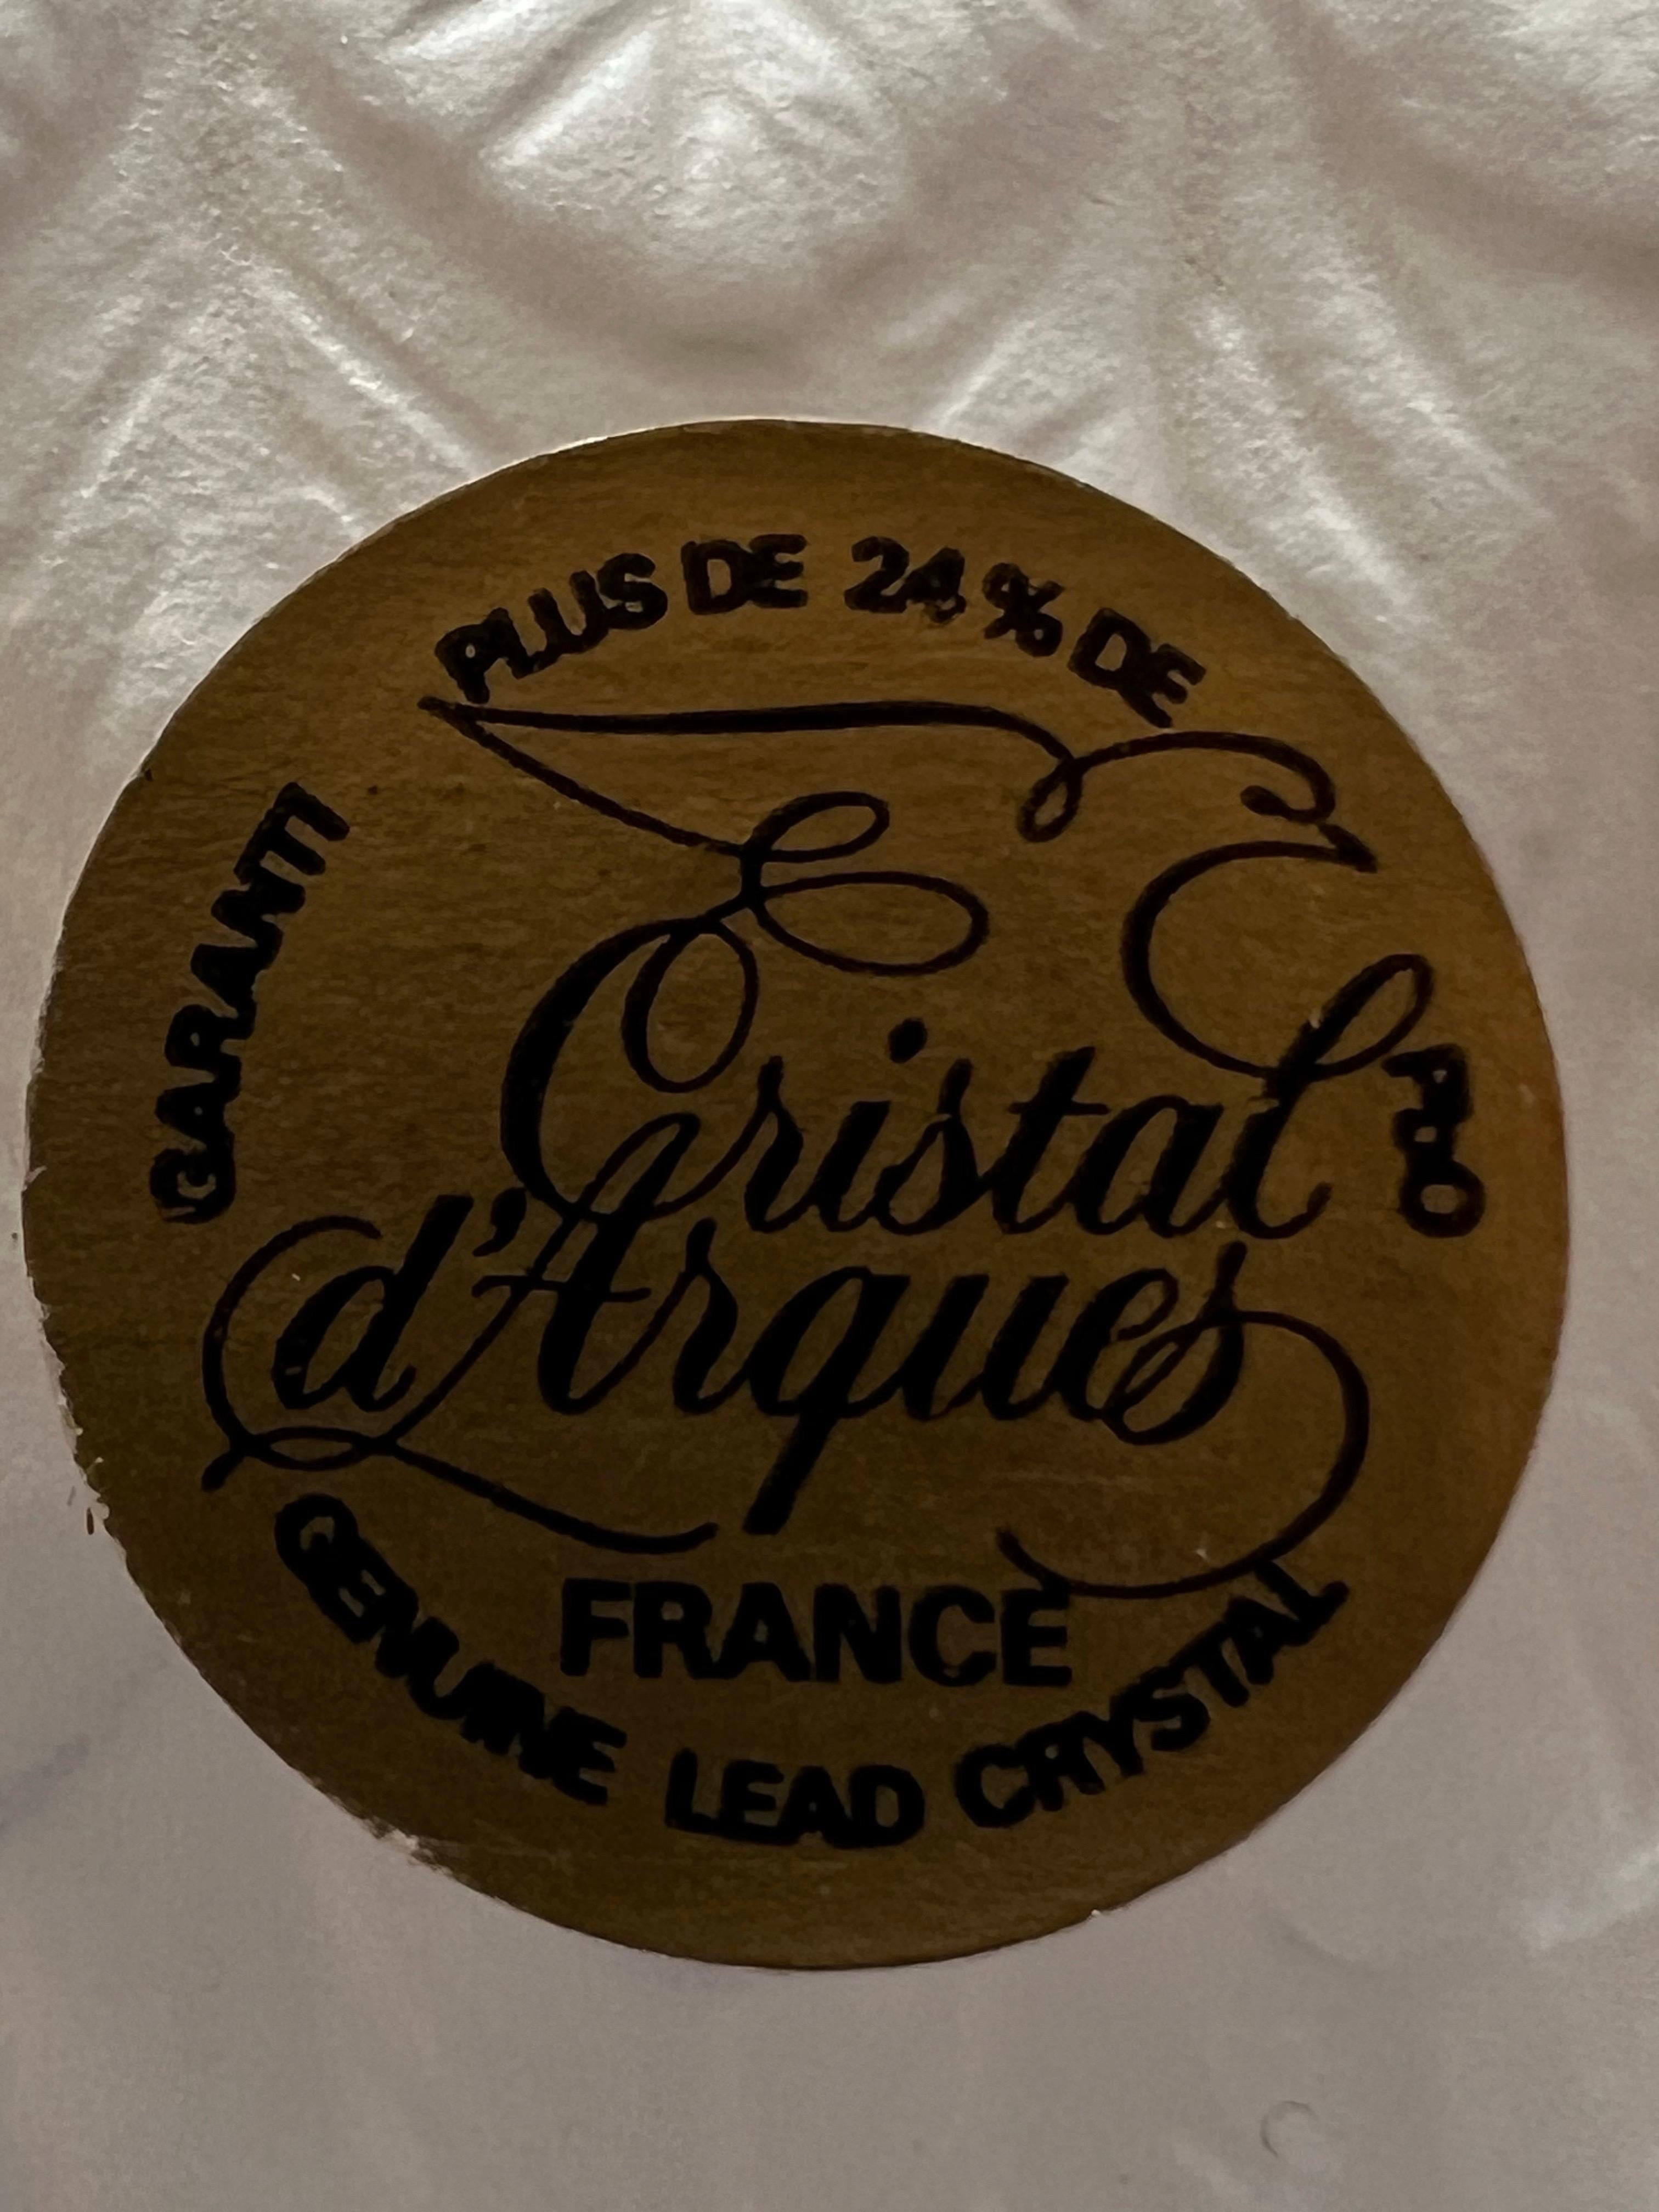 GARANTI PLUS DE 24% DE PbO
Cristal
d'Arques
FRANCE
GENUINE LEAD CRYSTAL